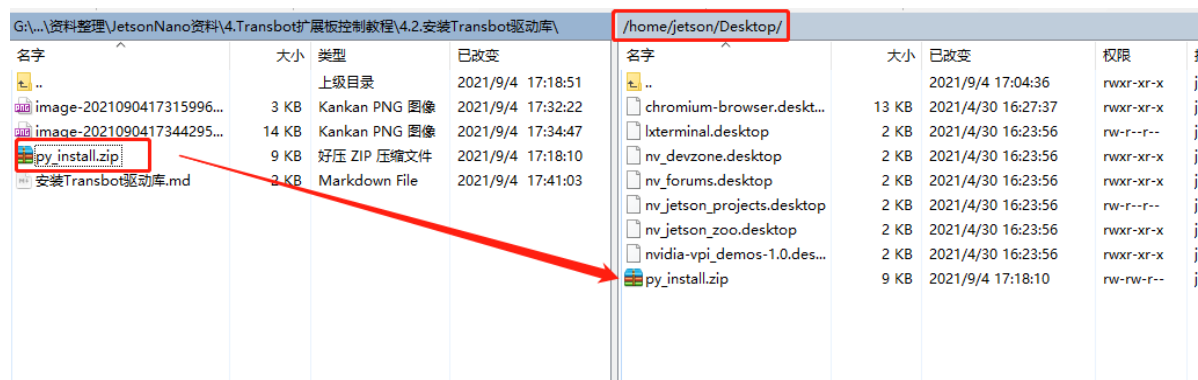 G:\...\资料整理\JetsonNano资料\4.Transbot扩展板控制教程\4.2.安装Transbot驱动库\
名字 大小 类型 已改变
.. 上级目录 2021/9/4 17:18:51
image-2021090417315996... 3 KB Kankan PNG 图像 2021/9/4 17:32:22
image-2021090417344295... 14 KB Kankan PNG 图像 2021/9/4 17:34:47
py_install.zip 9 KB 好压 ZIP 压缩文件 2021/9/4 17:18:10
安装Transbot驱动库.md 2 KB Markdown File 2021/9/4 17:41:03
/home/jetson/Desktop/
名字 大小 已改变 权限
.. 2021/9/4 17:04:36 rwxr-xr-x
chromium-browser.deskt... 13 KB 2021/4/30 16:27:37 rwxr-xr-x
lxterminal.desktop 2 KB 2021/4/30 16:23:56 rw-r--r--
nv_devzone.desktop 2 KB 2021/4/30 16:23:56 rwxr-xr-x
nv_forums.desktop 2 KB 2021/4/30 16:23:56 rwxr-xr-x
nv_jetson_projects.desktop 2 KB 2021/4/30 16:23:56 rw-r--r--
nv_jetson_zoo.desktop 2 KB 2021/4/30 16:23:56 rwxr-xr-x
nvidia-vpi_demos-1.0.des... 2 KB 2021/4/30 16:23:56 rwxr-xr-x
py_install.zip 9 KB 2021/9/4 17:18:10 rw-rw-r--